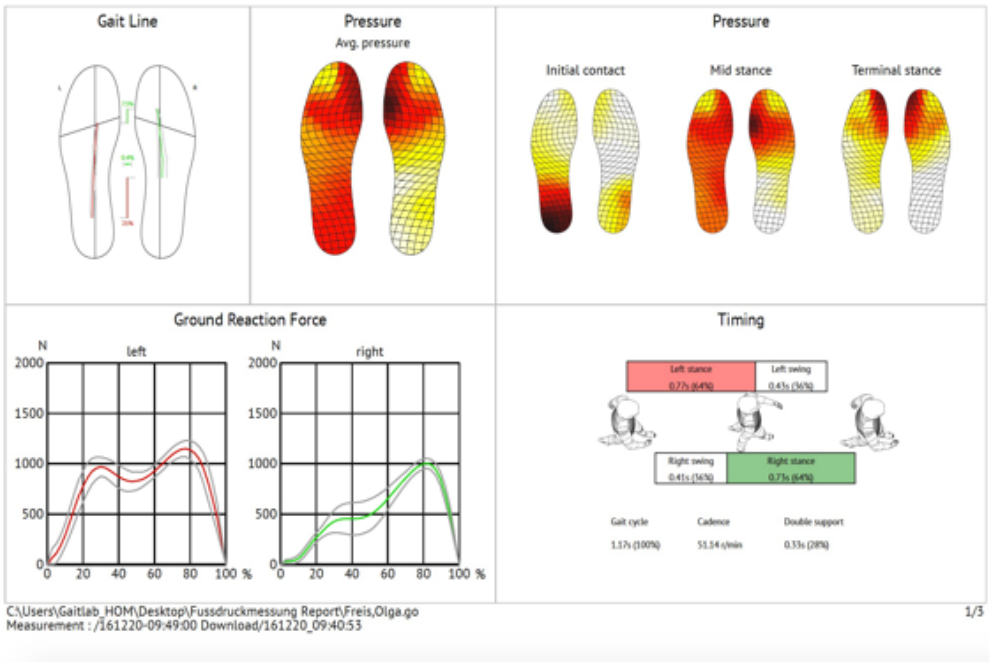 Gait Line
L
R
Pressure
Avg. pressure
Pressure
Initial contact
Mid stance
Terminal stance
Ground Reaction Force
N
left
2000
1500
1000
500
0
0 20 40 60 80 100 %
N
right
2000
1500
1000
500
0
0 20 40 60 80 100 %
Timing
Left stance
0.77s (64%)
Left swing
0.43s (36%)
Right swing
0.41s (36%)
Right stance
0.73s (64%)
Gait cycle
Cadence
Double support
1.17s (100%)
51.14 r/min
0.33s (28%)
C:\Users\Gaitlab_HOM\Desktop\Fussdruckmessung Report\Freis,Olga.go
1/3
Measurement : /161220-09:49:00 Download/161220_09:40:53